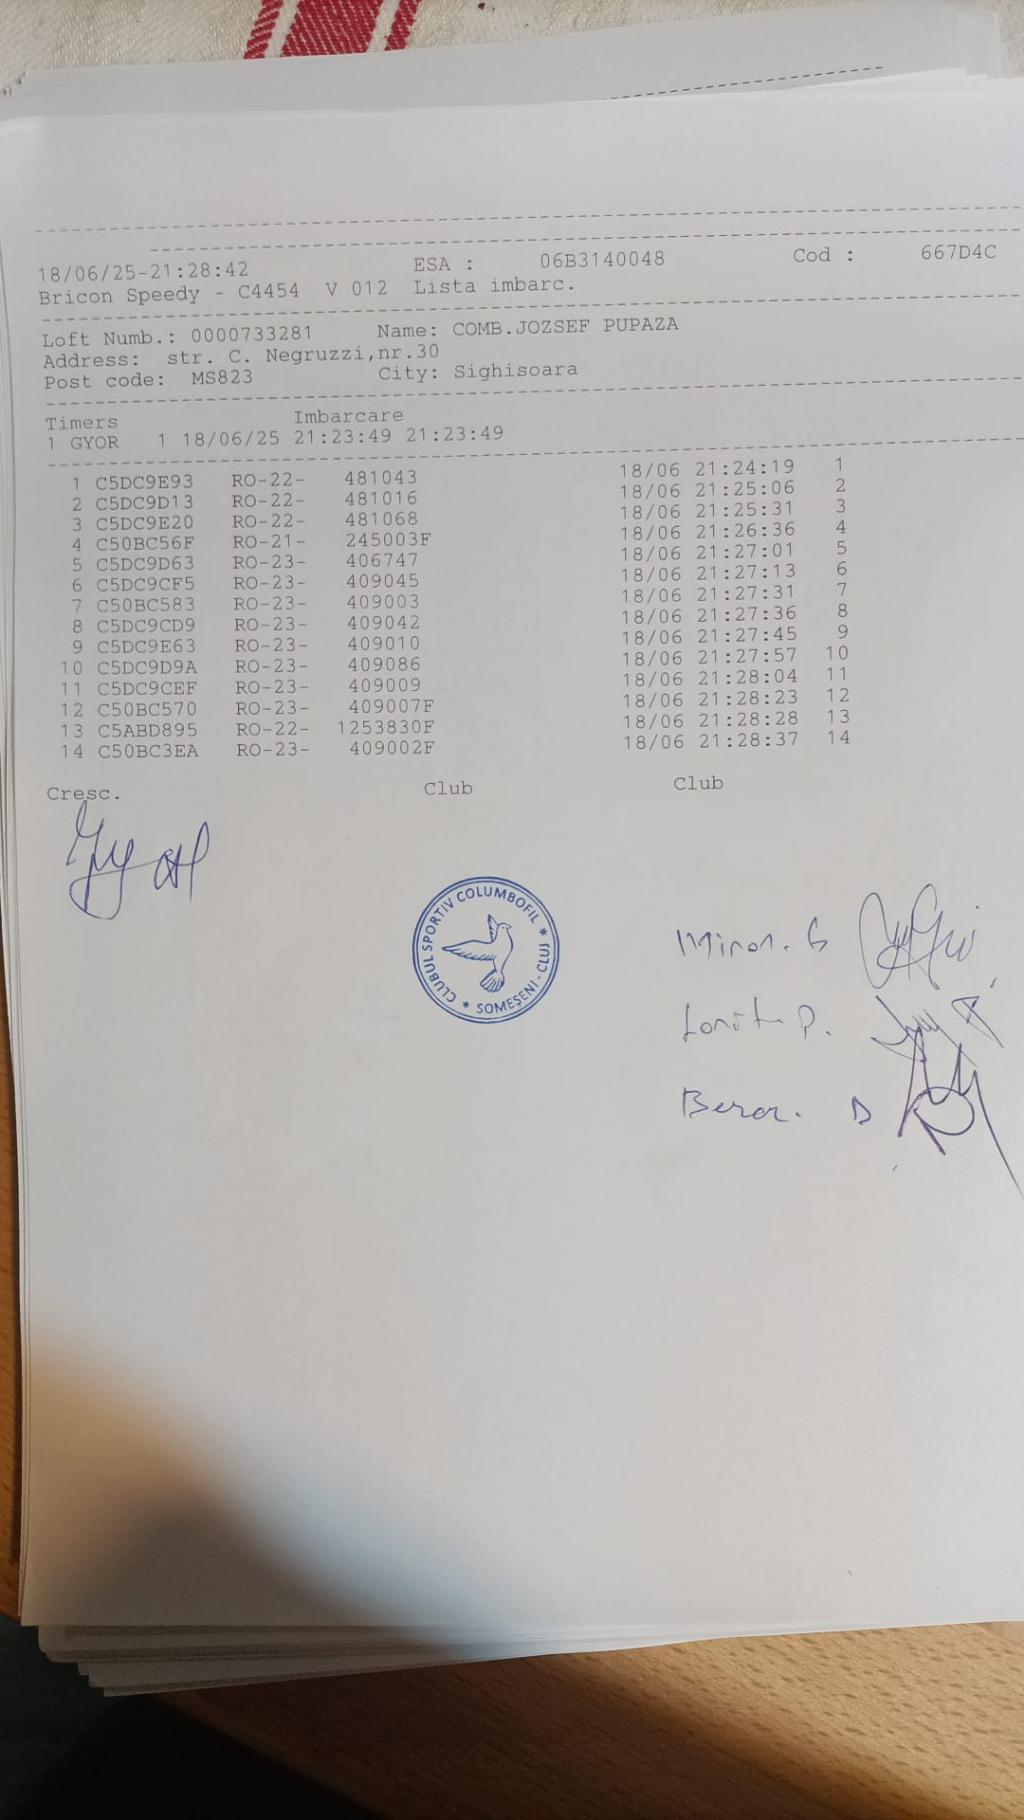 18/06/25-21:28:42 ESA : 06B3140048 Cod : 667D4C
Bricon Speedy - C4454 V 012 Lista imbarc.
Loft Numb.: 0000733281 Name: COMB.JOZSEF PUPAZA
Address: str. C. Negruzzi,nr.30
Post code: MS823 City: Sighisoara
Timers Imbarcare
1 GYOR 1 18/06/25 21:23:49 21:23:49
1 C5DC9E93 RO-22- 481043 18/06 21:24:19 1
2 C5DC9D13 RO-22- 481016 18/06 21:25:06 2
3 C5DC9E20 RO-22- 481068 18/06 21:25:31 3
4 C50BC56F RO-21- 245003F 18/06 21:26:36 4
5 C5DC9D63 RO-23- 406747 18/06 21:27:01 5
6 C5DC9CF5 RO-23- 409045 18/06 21:27:13 6
7 C50BC583 RO-23- 409003 18/06 21:27:31 7
8 C5DC9CD9 RO-23- 409042 18/06 21:27:36 8
9 C5DC9E63 RO-23- 409010 18/06 21:27:45 9
10 C5DC9D9A RO-23- 409086 18/06 21:27:57 10
11 C5DC9CEF RO-23- 409009 18/06 21:28:04 11
12 C50BC570 RO-23- 409007F 18/06 21:28:23 12
13 C5ABD895 RO-22- 1253830F 18/06 21:28:28 13
14 C50BC3EA RO-23- 409002F 18/06 21:28:37 14
Cresc. Club Club
CLUBUL SPORTIV COLUMBOFIL * SOMEȘENI - CLUJ *
Miron. G
D.